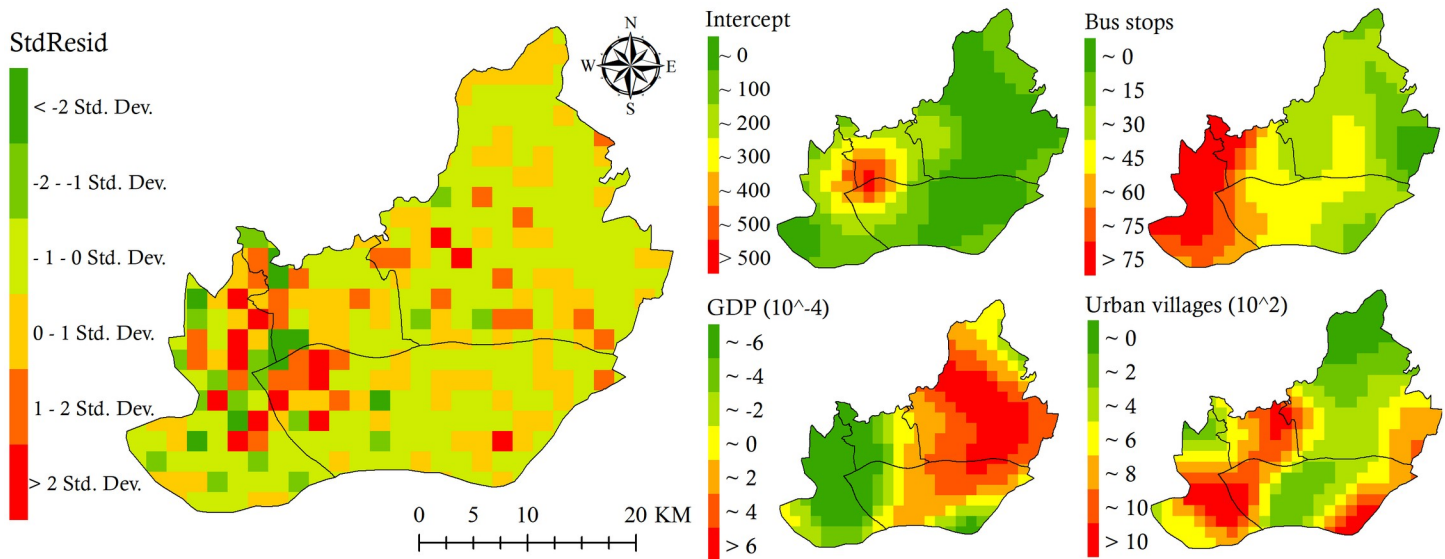 StdResid
< -2 Std. Dev.
-2 - -1 Std. Dev.
- 1 - 0 Std. Dev.
0 - 1 Std. Dev.
1 - 2 Std. Dev.
> 2 Std. Dev.
N
W E
S
0 5 10 20 KM
Intercept
~ 0
~ 100
~ 200
~ 300
~ 400
~ 500
> 500
Bus stops
~ 0
~ 15
~ 30
~ 45
~ 60
~ 75
> 75
GDP (10^-4)
~ -6
~ -4
~ -2
~ 0
~ 2
~ 4
> 6
Urban villages (10^2)
~ 0
~ 2
~ 4
~ 6
~ 8
~ 10
> 10